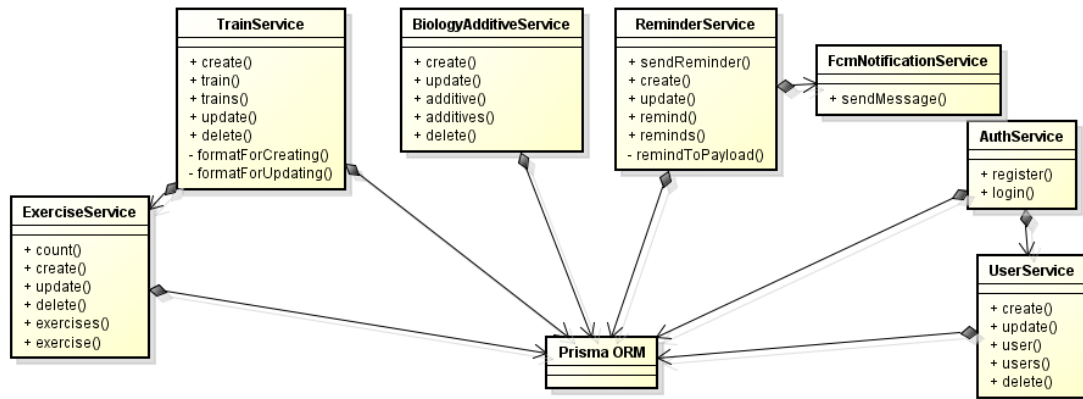 TrainService
+ create()
+ train()
+ trains()
+ update()
+ delete()
- formatForCreating()
- formatForUpdating()
BiologyAdditiveService
+ create()
+ update()
+ additive()
+ additives()
+ delete()
ReminderService
+ sendReminder()
+ create()
+ update()
+ remind()
+ reminds()
- remindToPayload()
FcmNotificationService
+ sendMessage()
AuthService
+ register()
+ login()
ExerciseService
+ count()
+ create()
+ update()
+ delete()
+ exercises()
+ exercise()
UserService
+ create()
+ update()
+ user()
+ users()
+ delete()
Prisma ORM